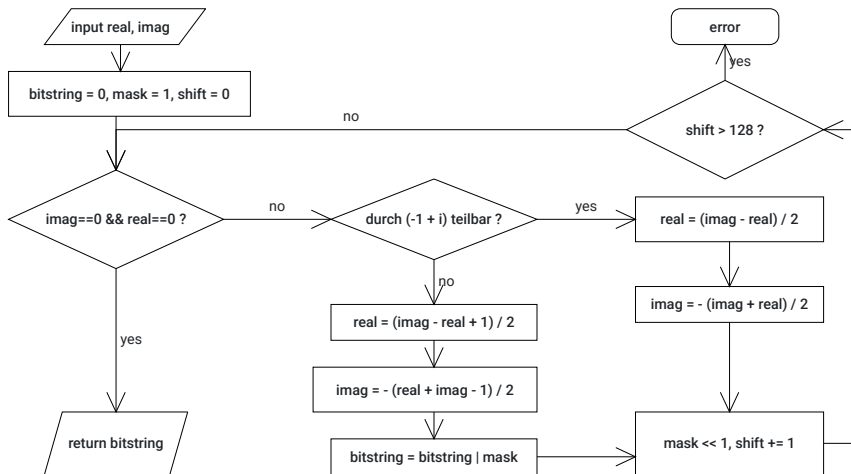 input real, imag
error
yes
bitstring = 0, mask = 1, shift = 0
no
shift > 128 ?
imag==0 && real==0 ?
no
durch (-1 + i) teilbar ?
yes
real = (imag - real) / 2
no
imag = - (imag + real) / 2
real = (imag - real + 1) / 2
yes
imag = - (real + imag - 1) / 2
return bitstring
bitstring = bitstring | mask
mask << 1, shift += 1